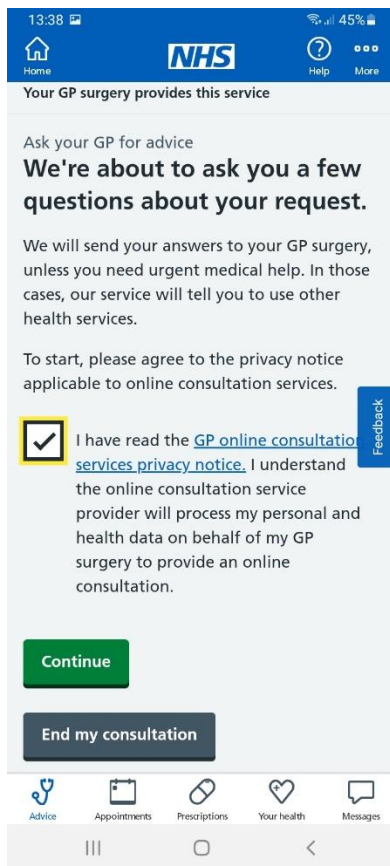 13:38 45%
NHS
Home Help More
Your GP surgery provides this service
Ask your GP for advice
We're about to ask you a few
questions about your request.
We will send your answers to your GP surgery,
unless you need urgent medical help. In those
cases, our service will tell you to use other
health services.
To start, please agree to the privacy notice
applicable to online consultation services.
Feedback
I have read the GP online consultation
services privacy notice. I understand
the online consultation service
provider will process my personal and
health data on behalf of my GP
surgery to provide an online
consultation.
Continue
End my consultation
Advice Appointments Prescriptions Your health Messages